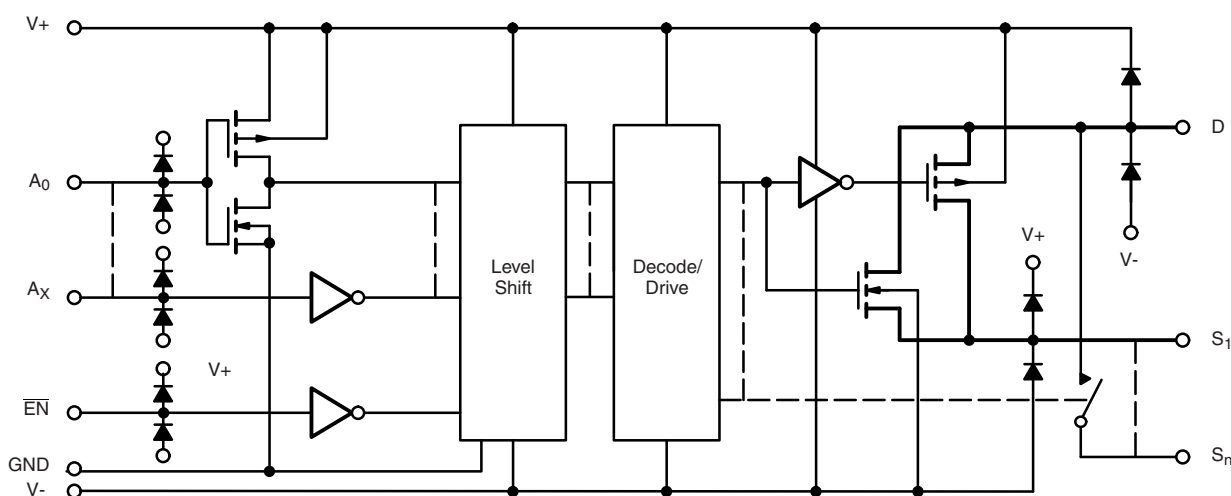 V+
D
A0
V+
Level
Shift
Decode/
Drive
V-
AX
S1
V+
EN
GND
Sn
V-